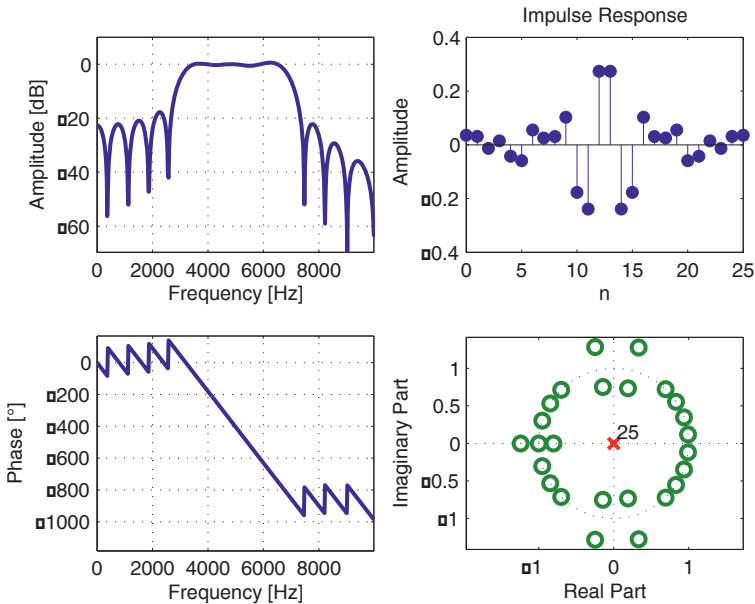 Impulse Response
0
▯20
▯40
▯60
Amplitude [dB]
0 2000 4000 6000 8000
Frequency [Hz]
0.4
0.2
0
▯0.2
▯0.4
Amplitude
0 5 10 15 20 25
n
0
▯200
▯400
▯600
▯800
▯1000
Phase [°]
0 2000 4000 6000 8000
Frequency [Hz]
1
0.5
0
▯0.5
▯1
Imaginary Part
25
▯1 0 1
Real Part